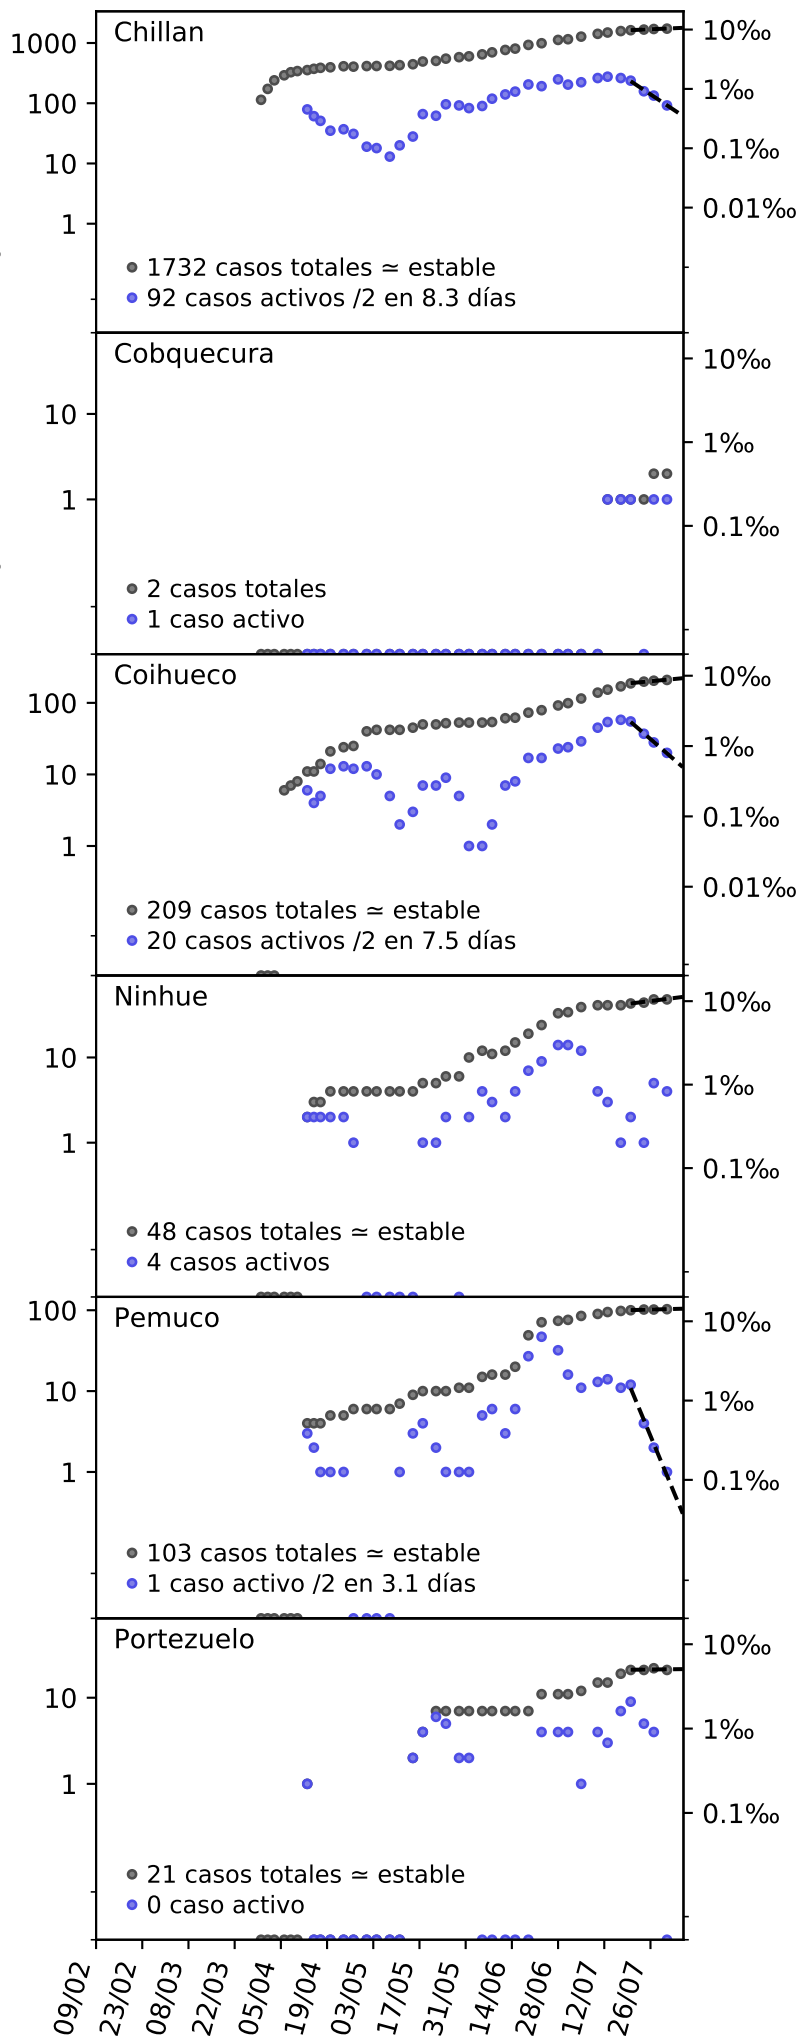 Chillan
1000
100
10
1
10‰
1‰
0.1‰
0.01‰
1732 casos totales ≃ estable
92 casos activos /2 en 8.3 días
Cobquecura
10
1
10‰
1‰
0.1‰
2 casos totales
1 caso activo
Coihueco
100
10
1
10‰
1‰
0.1‰
0.01‰
209 casos totales ≃ estable
20 casos activos /2 en 7.5 días
Ninhue
10
1
10‰
1‰
0.1‰
48 casos totales ≃ estable
4 casos activos
Pemuco
100
10
1
10‰
1‰
0.1‰
103 casos totales ≃ estable
1 caso activo /2 en 3.1 días
Portezuelo
10
1
10‰
1‰
0.1‰
21 casos totales ≃ estable
0 caso activo
09/02
23/02
08/03
22/03
05/04
19/04
03/05
17/05
31/05
14/06
28/06
12/07
26/07